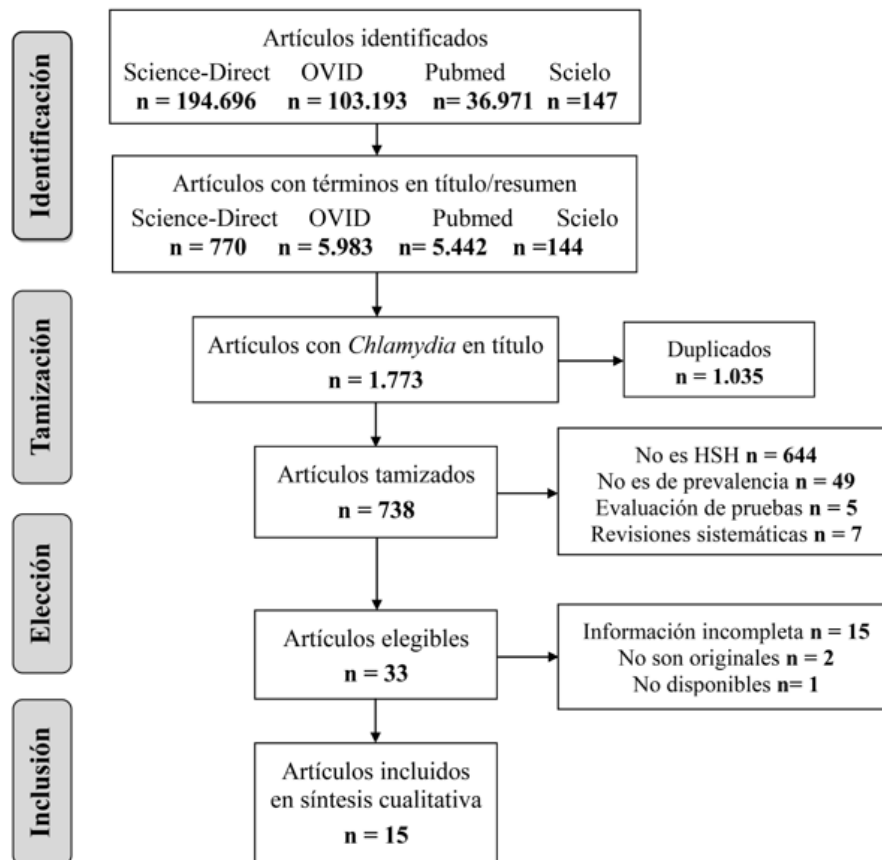 Identificación
Artículos identificados
Science-Direct OVID Pubmed Scielo
n = 194.696 n = 103.193 n= 36.971 n =147
Artículos con términos en título/resumen
Science-Direct OVID Pubmed Scielo
n = 770 n = 5.983 n= 5.442 n =144
Tamización
Artículos con Chlamydia en título
n = 1.773
Duplicados
n = 1.035
Artículos tamizados
n = 738
No es HSH n = 644
No es de prevalencia n = 49
Evaluación de pruebas n = 5
Revisiones sistemáticas n = 7
Elección
Artículos elegibles
n = 33
Información incompleta n = 15
No son originales n = 2
No disponibles n= 1
Inclusión
Artículos incluidos
en síntesis cualitativa
n = 15